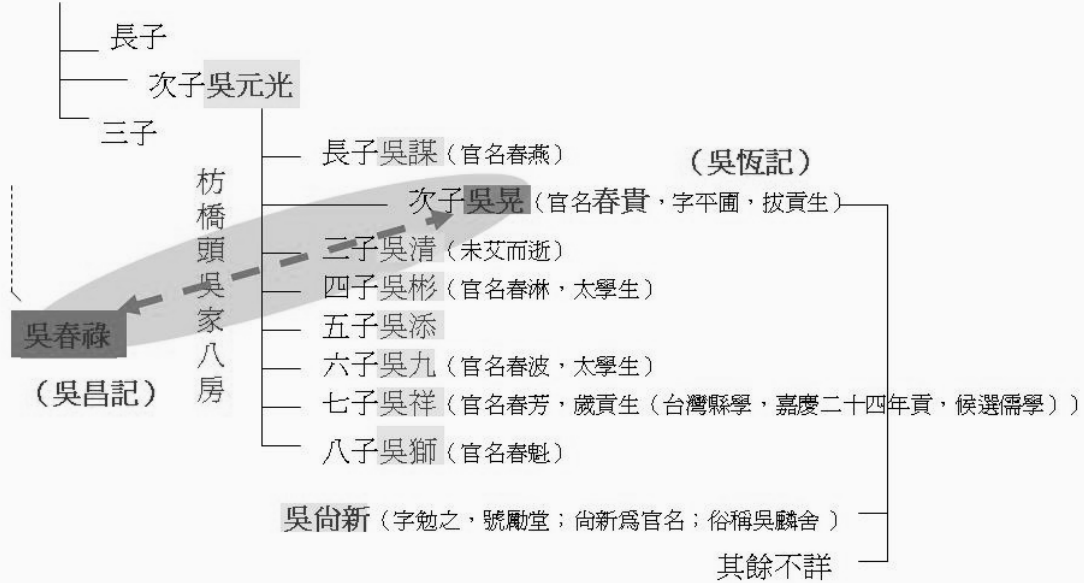 長子
次子吳元光
三子
枋橋頭吳家八房
長子吳謀（官名春燕）
（吳恆記）
次子吳晃（官名春貴，字平圃，拔貢生）
二子吳清（未艾而逝）
四子吳彬（官名春淋，太學生）
五子吳添
六子吳九（官名春波，太學生）
七子吳祥（官名春芳，歲貢生（台灣縣學，嘉慶二十四年貢，候選儒學））
八子吳獅（官名春魁）
吳春祿
（吳昌記）
吳尙新（字勉之，號勵堂；尙新爲官名；俗稱吳麟舍）
其餘不詳